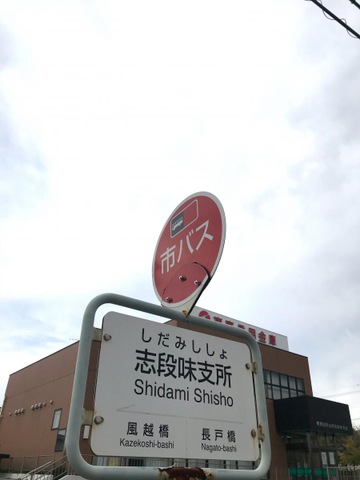 市バス
しだみししょ
志段味支所
Shidami Shisho
風越橋
Kazekoshi-bashi
長戸橋
Nagato-bashi